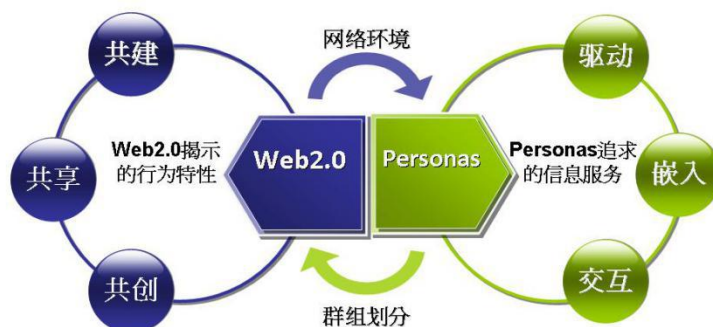 共建
共享
共创
Web2.0揭示
的行为特性
网络环境
Web2.0
Personas
群组划分
Personas追求
的信息服务
驱动
嵌入
交互